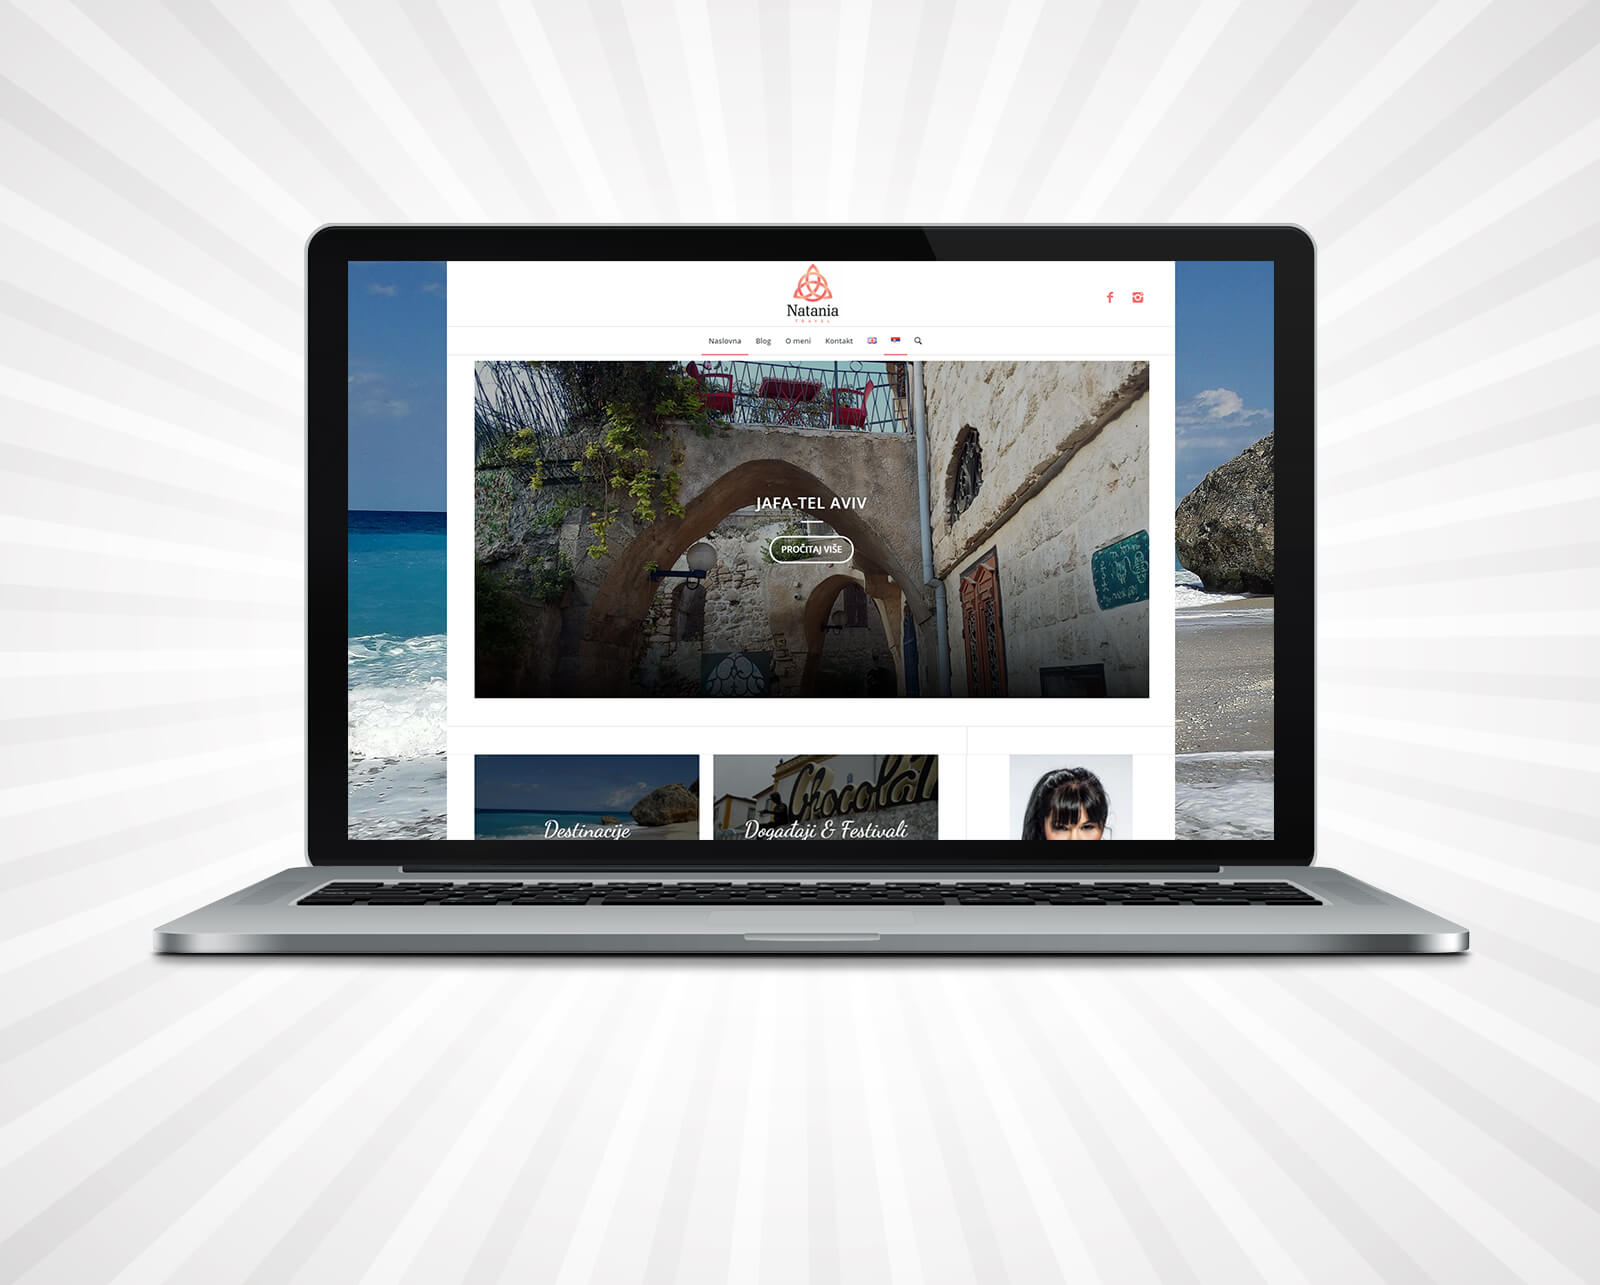 Natania
TRAVEL
Naslovna Blog O meni Kontakt
JAFA-TEL AVIV
PROČITAJ VIŠE
Chocolat
Destinacije
Događaji & Festivali